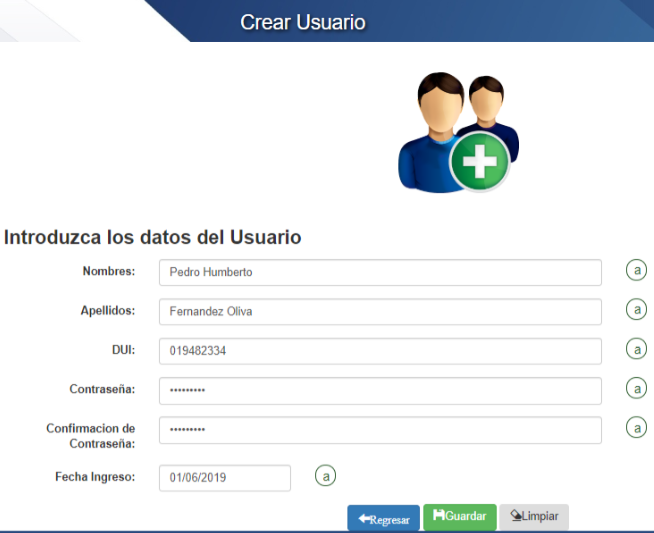 Crear Usuario
Introduzca los datos del Usuario
Nombres: Pedro Humberto a
Apellidos: Fernandez Oliva a
DUI: 019482334 a
Contraseña: ········· a
Confirmacion de
Contraseña: ········· a
Fecha Ingreso: 01/06/2019 a
Regresar Guardar Limpiar